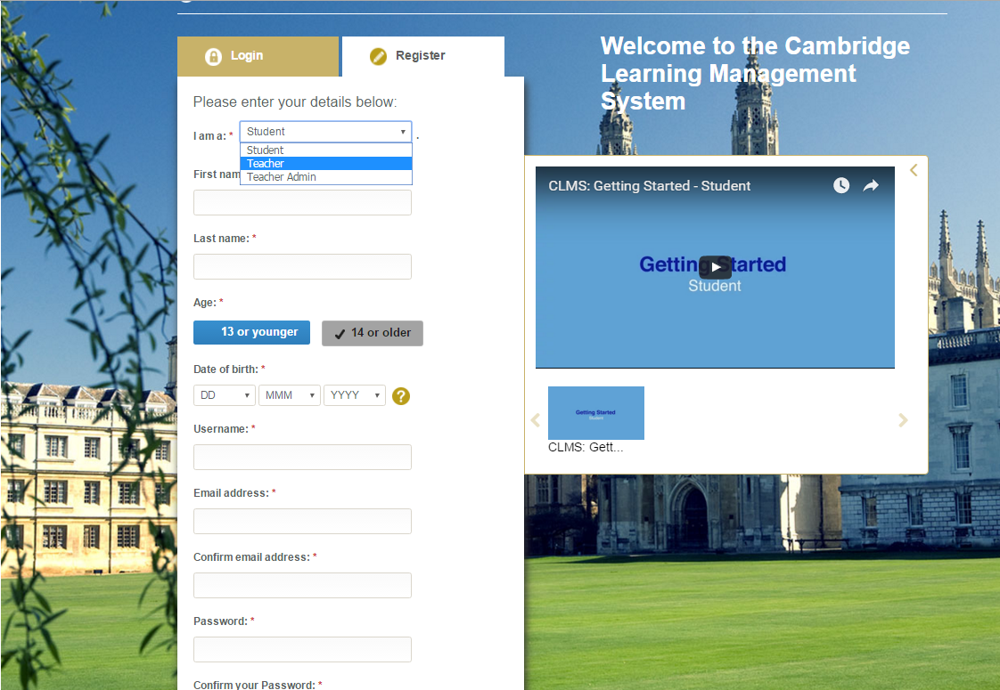 Login
Register
Please enter your details below:
I am a: *
Student
.
Student
Teacher
Teacher Admin
First nam
Last name: *
Age: *
13 or younger
14 or older
Date of birth: *
DD
MMM
YYYY
?
Username: *
Email address: *
Confirm email address: *
Password: *
Confirm your Password: *
Welcome to the Cambridge
Learning Management
System
CLMS: Getting Started - Student
Getting Started
Student
Getting Started
Student
CLMS: Gett...